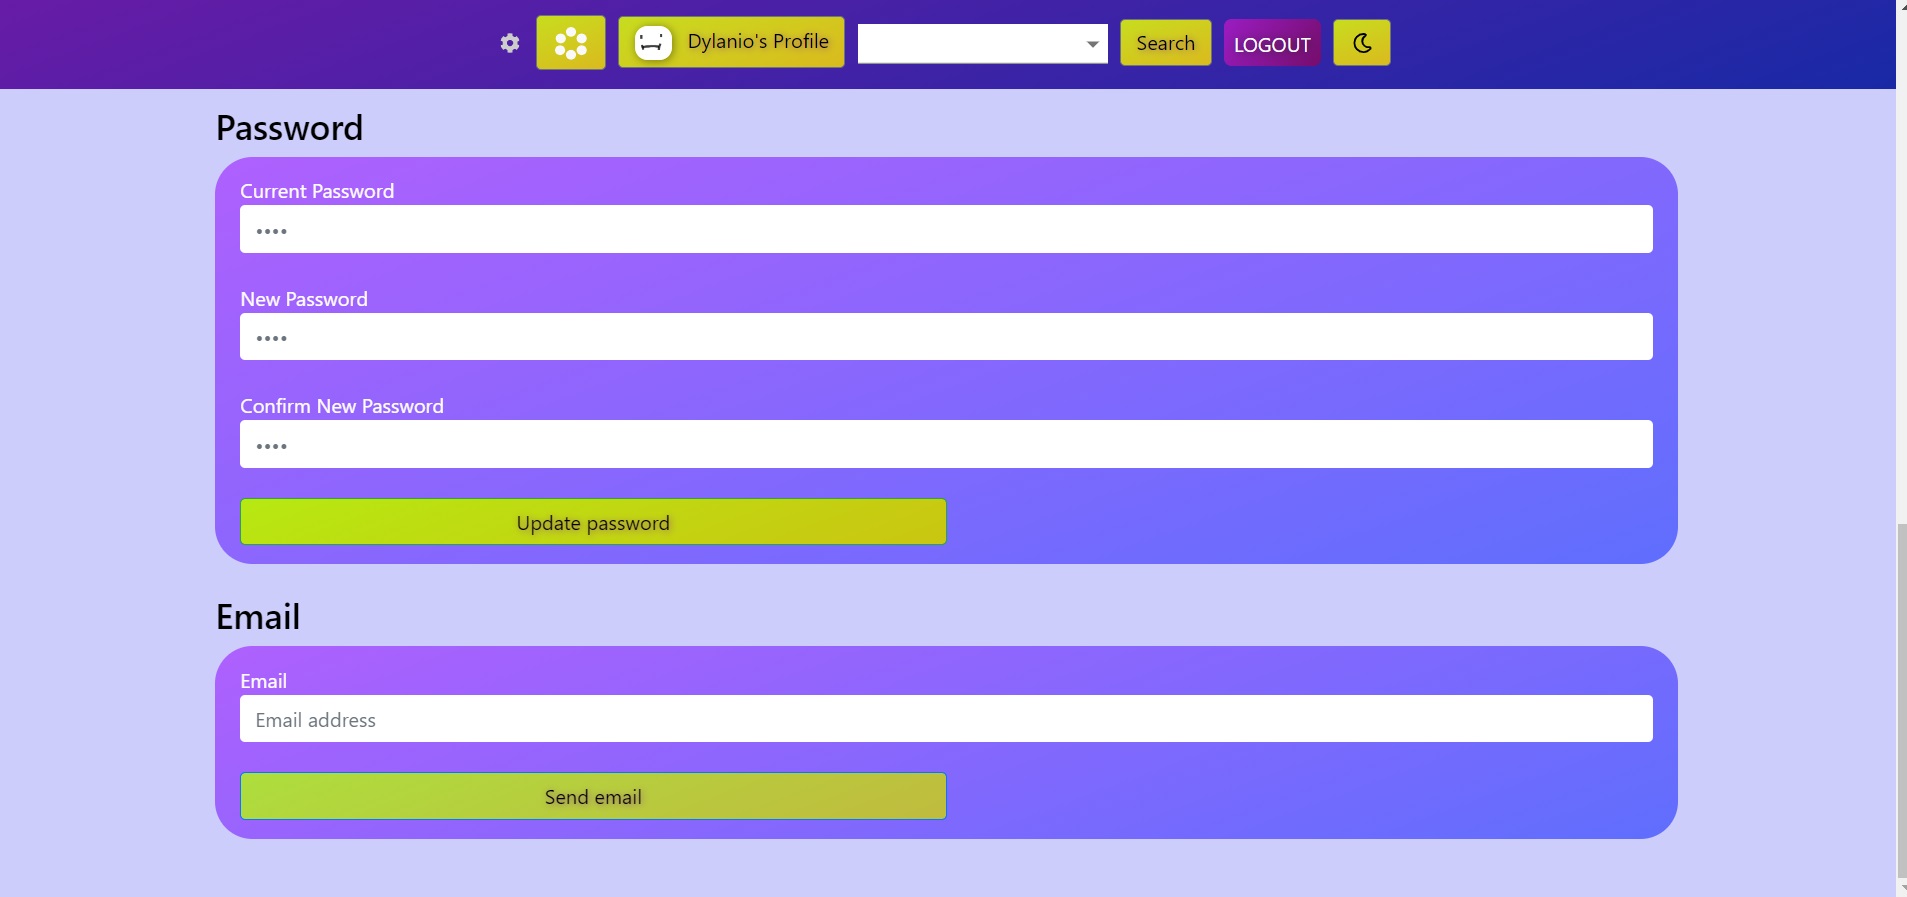 Dylanio's Profile Search LOGOUT
Password
Current Password
••••
New Password
••••
Confirm New Password
••••
Update password
Email
Email
Email address
Send email